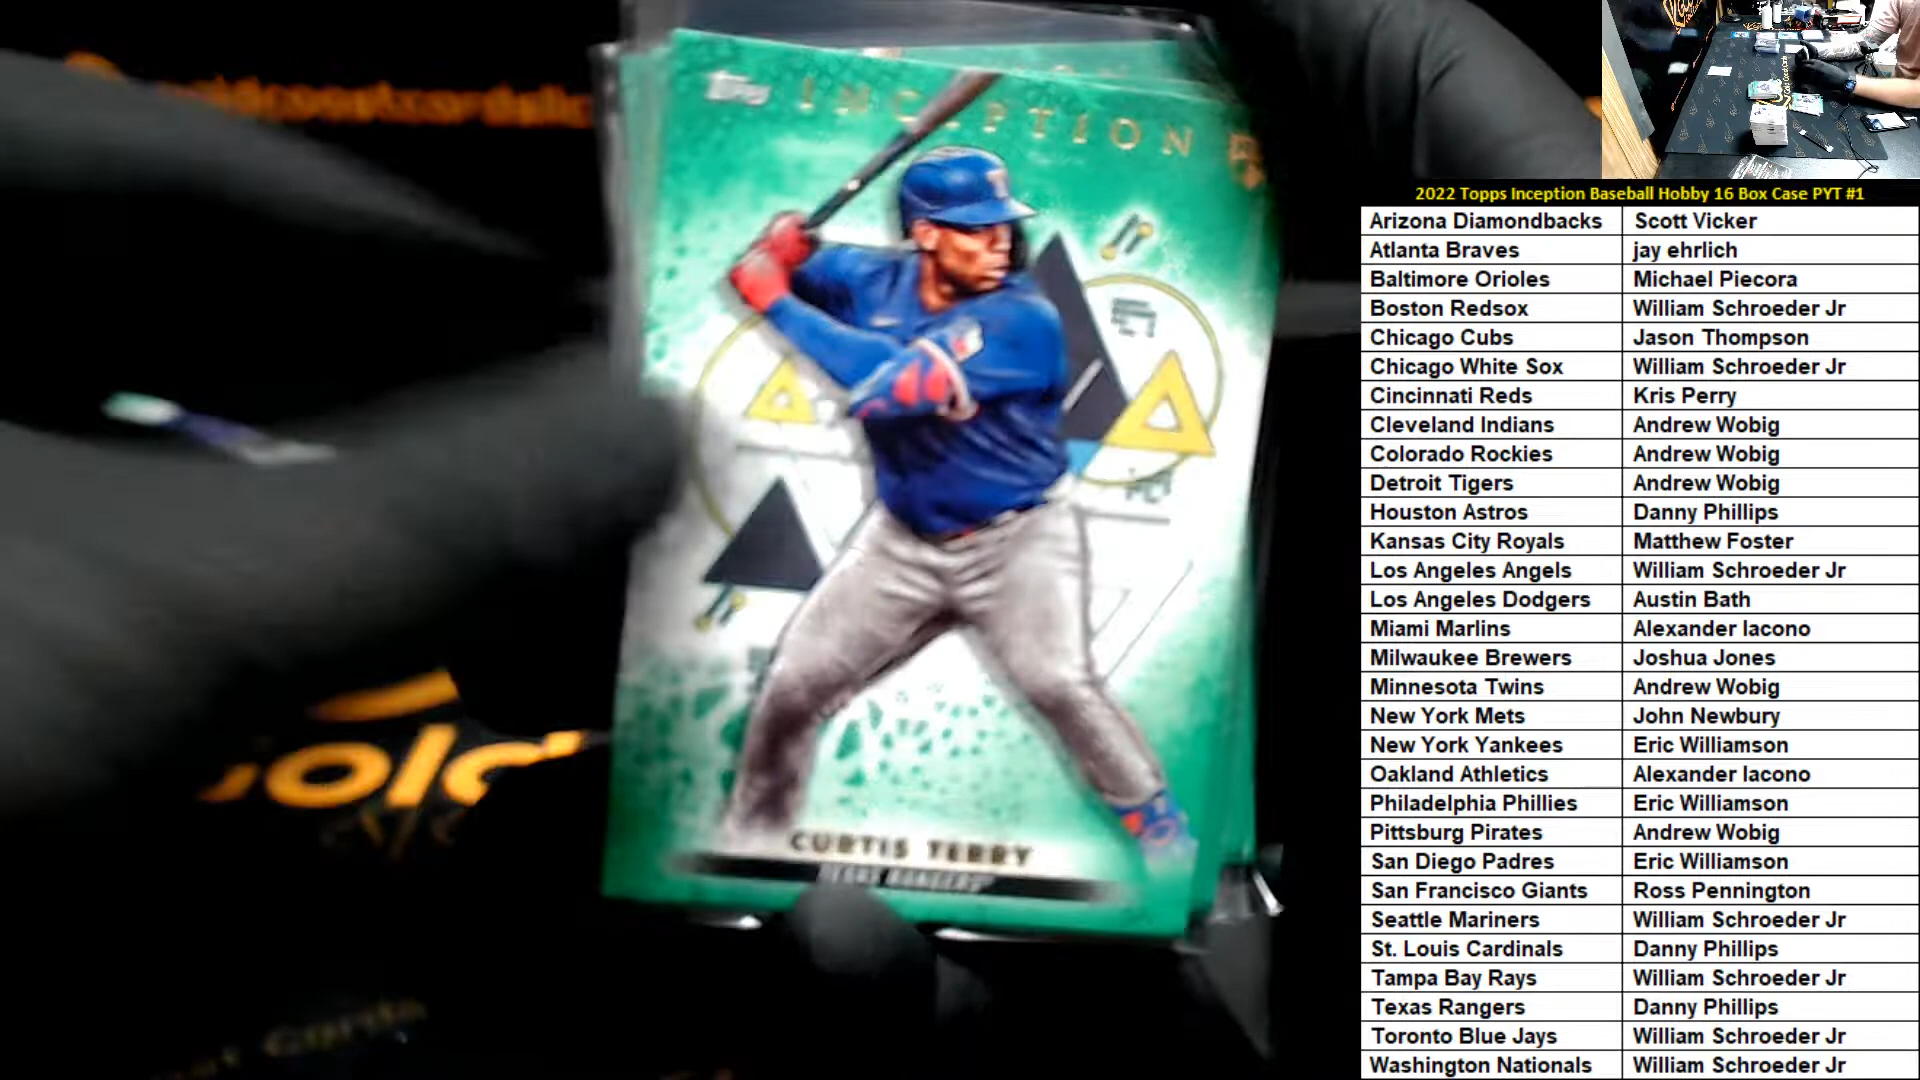 Topps INCEPTION
CURTIS TERRY
TEXAS RANGERS
2022 Topps Inception Baseball Hobby 16 Box Case PYT #1
Arizona Diamondbacks Scott Vicker
Atlanta Braves jay ehrlich
Baltimore Orioles Michael Piecora
Boston Redsox William Schroeder Jr
Chicago Cubs Jason Thompson
Chicago White Sox William Schroeder Jr
Cincinnati Reds Kris Perry
Cleveland Indians Andrew Wobig
Colorado Rockies Andrew Wobig
Detroit Tigers Andrew Wobig
Houston Astros Danny Phillips
Kansas City Royals Matthew Foster
Los Angeles Angels William Schroeder Jr
Los Angeles Dodgers Austin Bath
Miami Marlins Alexander Iacono
Milwaukee Brewers Joshua Jones
Minnesota Twins Andrew Wobig
New York Mets John Newbury
New York Yankees Eric Williamson
Oakland Athletics Alexander Iacono
Philadelphia Phillies Eric Williamson
Pittsburg Pirates Andrew Wobig
San Diego Padres Eric Williamson
San Francisco Giants Ross Pennington
Seattle Mariners William Schroeder Jr
St. Louis Cardinals Danny Phillips
Tampa Bay Rays William Schroeder Jr
Texas Rangers Danny Phillips
Toronto Blue Jays William Schroeder Jr
Washington Nationals William Schroeder Jr